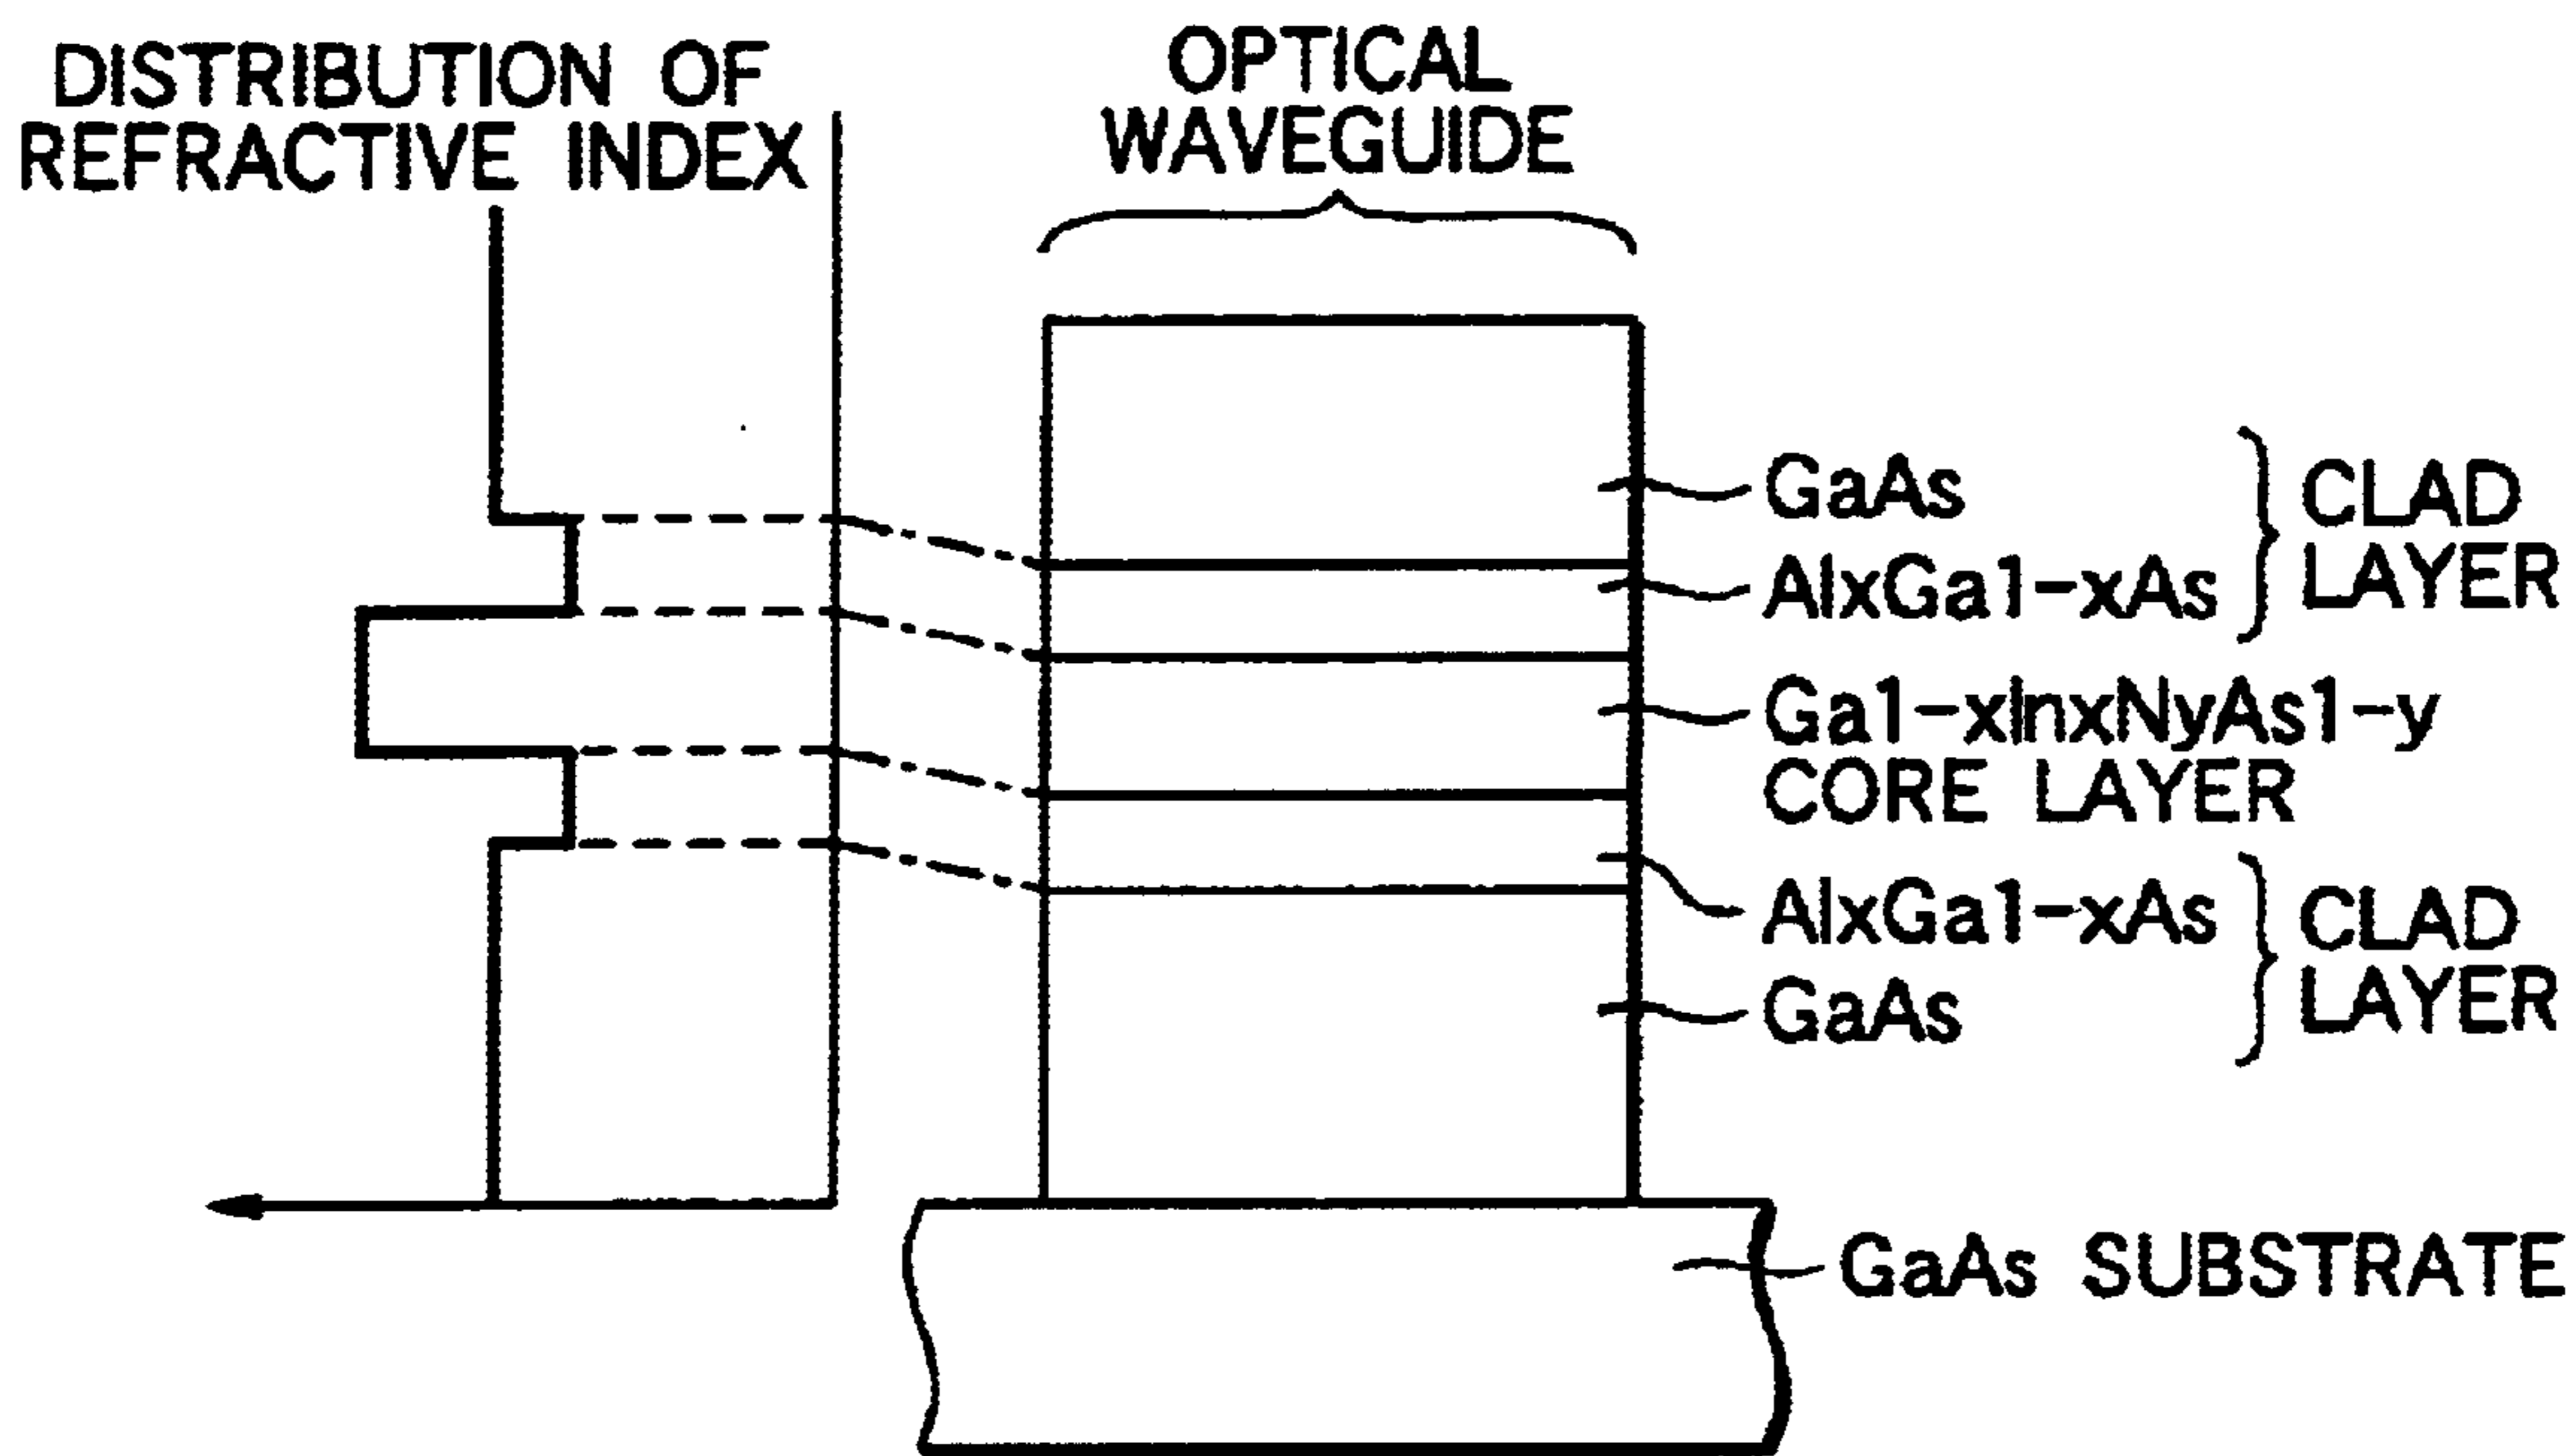 DISTRIBUTION OF
REFRACTIVE INDEX
OPTICAL
WAVEGUIDE
GaAs
AlxGa1-xAs
CLAD
LAYER
Ga1-xInxNyAs1-y
CORE LAYER
AlxGa1-xAs
GaAs
CLAD
LAYER
GaAs SUBSTRATE